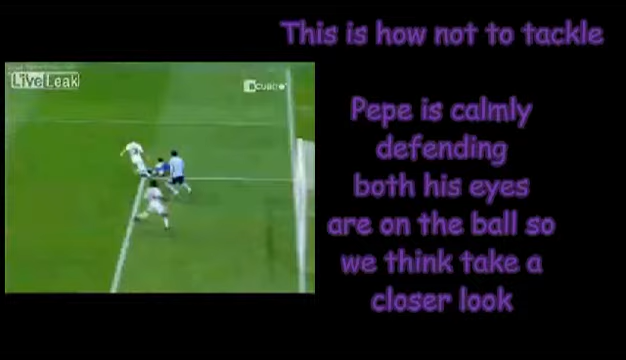 This is how not to tackle
LiveLeak
CUATRO
Pepe is calmly
defending
both his eyes
are on the ball so
we think take a
closer look